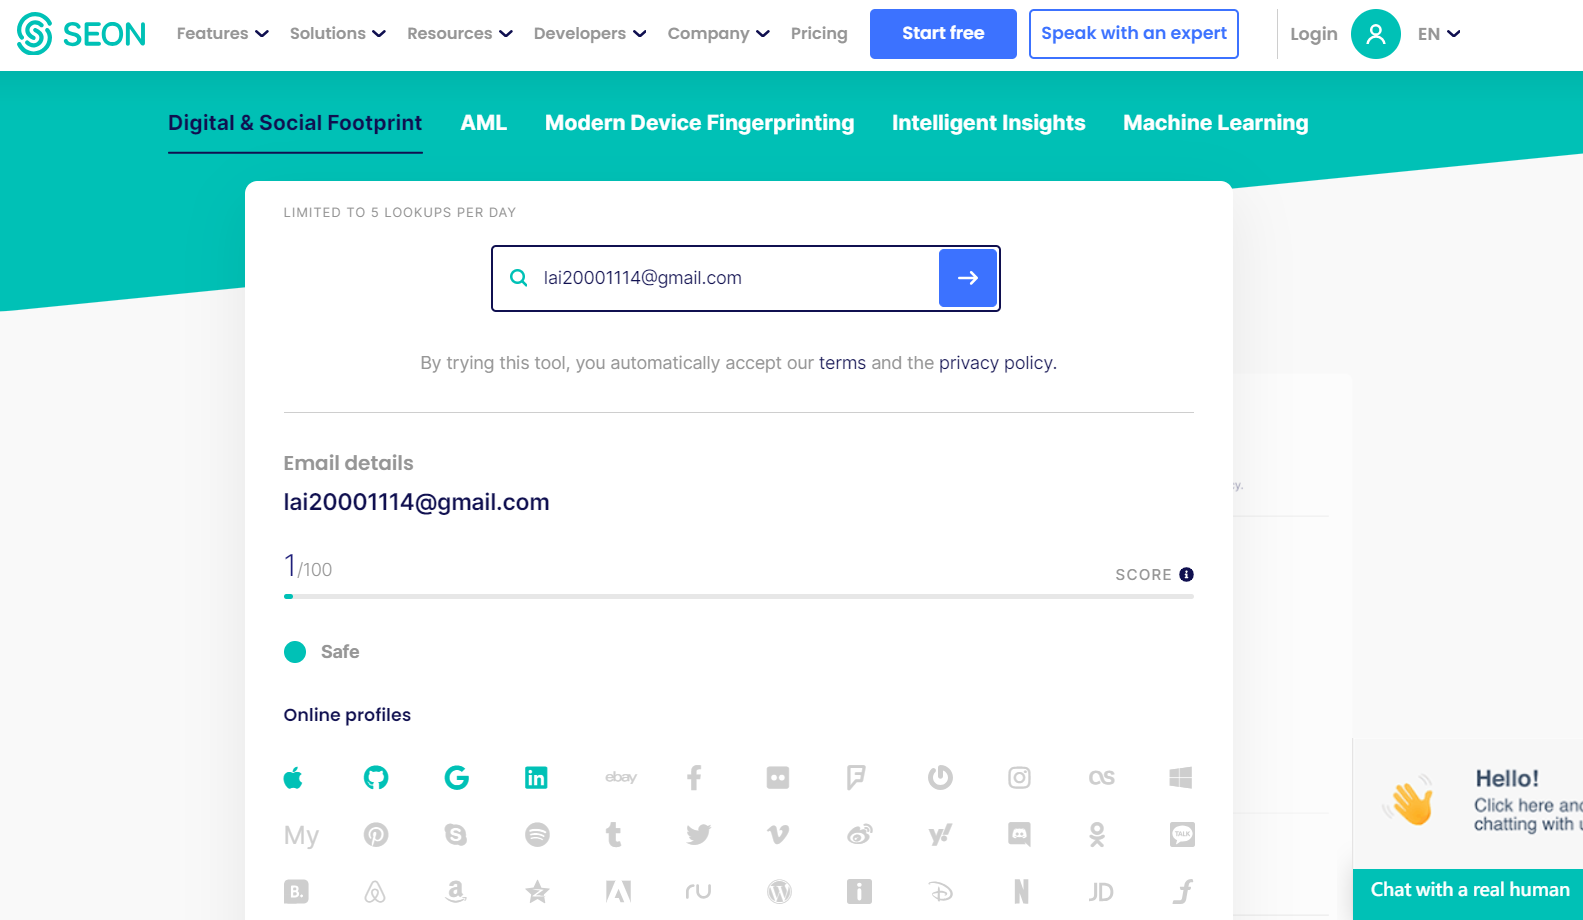 SEON Features Solutions Resources Developers Company Pricing Start free Speak with an expert Login EN
Digital & Social Footprint AML Modern Device Fingerprinting Intelligent Insights Machine Learning
LIMITED TO 5 LOOKUPS PER DAY
lai20001114@gmail.com
By trying this tool, you automatically accept our terms and the privacy policy.
Email details
lai20001114@gmail.com
1/100
SCORE
Safe
Online profiles
ebay
My
TALK
B.
JD
Hello!
Click here and
chatting with
Chat with a real human